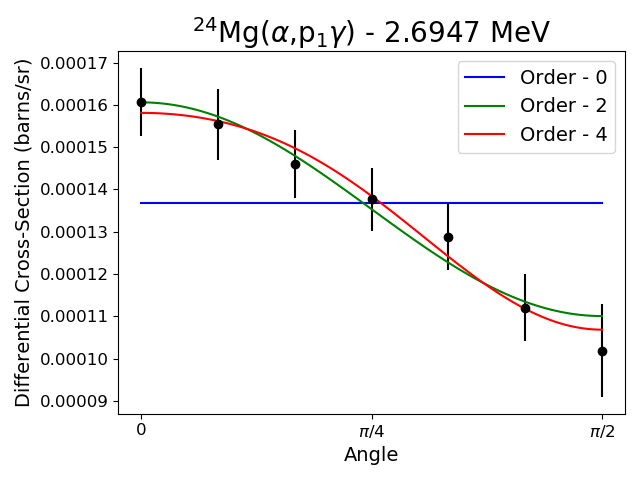 ²⁴Mg(α,p₁γ) - 2.6947 MeV
Differential Cross-Section (barns/sr)
0.00017
0.00016
0.00015
0.00014
0.00013
0.00012
0.00011
0.00010
0.00009
Order - 0
Order - 2
Order - 4
0
π/4
π/2
Angle